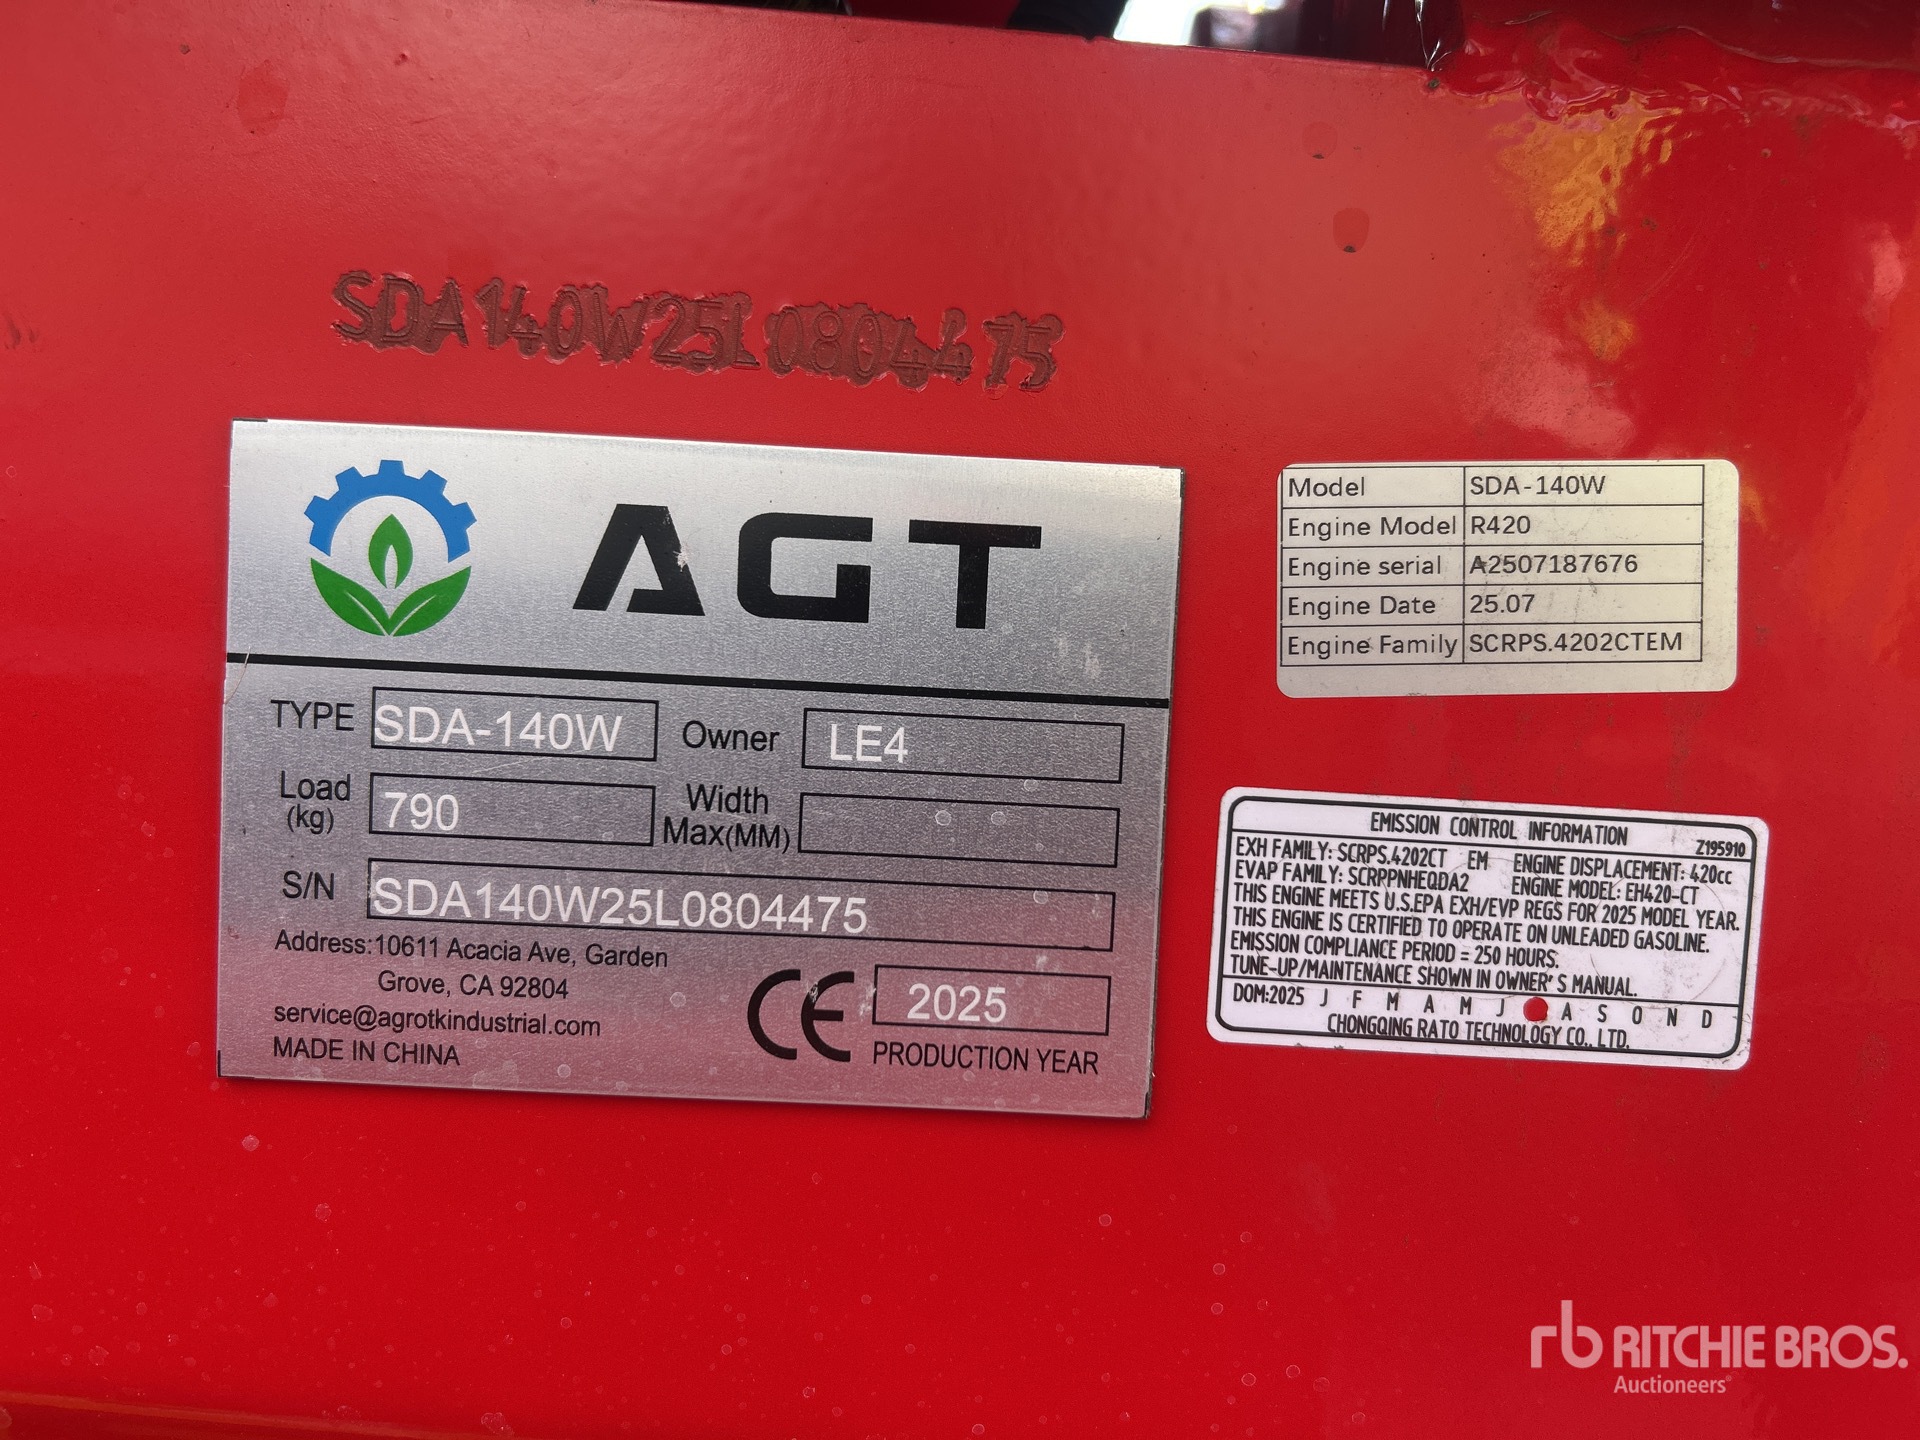 SDA140W25L0804475
AGT
TYPE SDA-140W Owner LE4
Load (kg) 790 Width Max(MM)
S/N SDA140W25L0804475
Address:10611 Acacia Ave, Garden
Grove, CA 92804
service@agrotkindustrial.com
MADE IN CHINA
CE 2025
PRODUCTION YEAR
Model SDA-140W
Engine Model R420
Engine serial A2507187676
Engine Date 25.07
Engine Family SCRPS.4202CTEM
EMISSION CONTROL INFORMATION Z195910
EXH FAMILY: SCRPS.4202CT EM ENGINE DISPLACEMENT: 420cc
EVAP FAMILY: SCRPPNHEQDA2 ENGINE MODEL: EH420-CT
THIS ENGINE MEETS U.S.EPA EXH/EVP REGS FOR 2025 MODEL YEAR.
THIS ENGINE IS CERTIFIED TO OPERATE ON UNLEADED GASOLINE.
EMISSION COMPLIANCE PERIOD = 250 HOURS.
TUNE-UP/MAINTENANCE SHOWN IN OWNER'S MANUAL.
DOM:2025 J F M A M J A S O N D
CHONGQING RATO TECHNOLOGY CO., LTD.
rb RITCHIE BROS.
Auctioneers